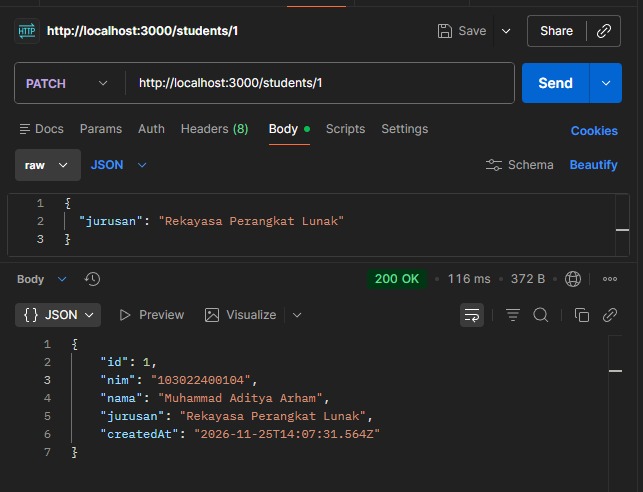 HTTP http://localhost:3000/students/1 Save Share
PATCH http://localhost:3000/students/1 Send
Docs Params Auth Headers (8) Body Scripts Settings Cookies
raw JSON Schema Beautify
1 {
2 "jurusan": "Rekayasa Perangkat Lunak"
3 }
Body 200 OK • 116 ms • 372 B
{} JSON Preview Visualize
1 {
2 "id": 1,
3 "nim": "103022400104",
4 "nama": "Muhammad Aditya Arham",
5 "jurusan": "Rekayasa Perangkat Lunak",
6 "createdAt": "2026-11-25T14:07:31.564Z"
7 }